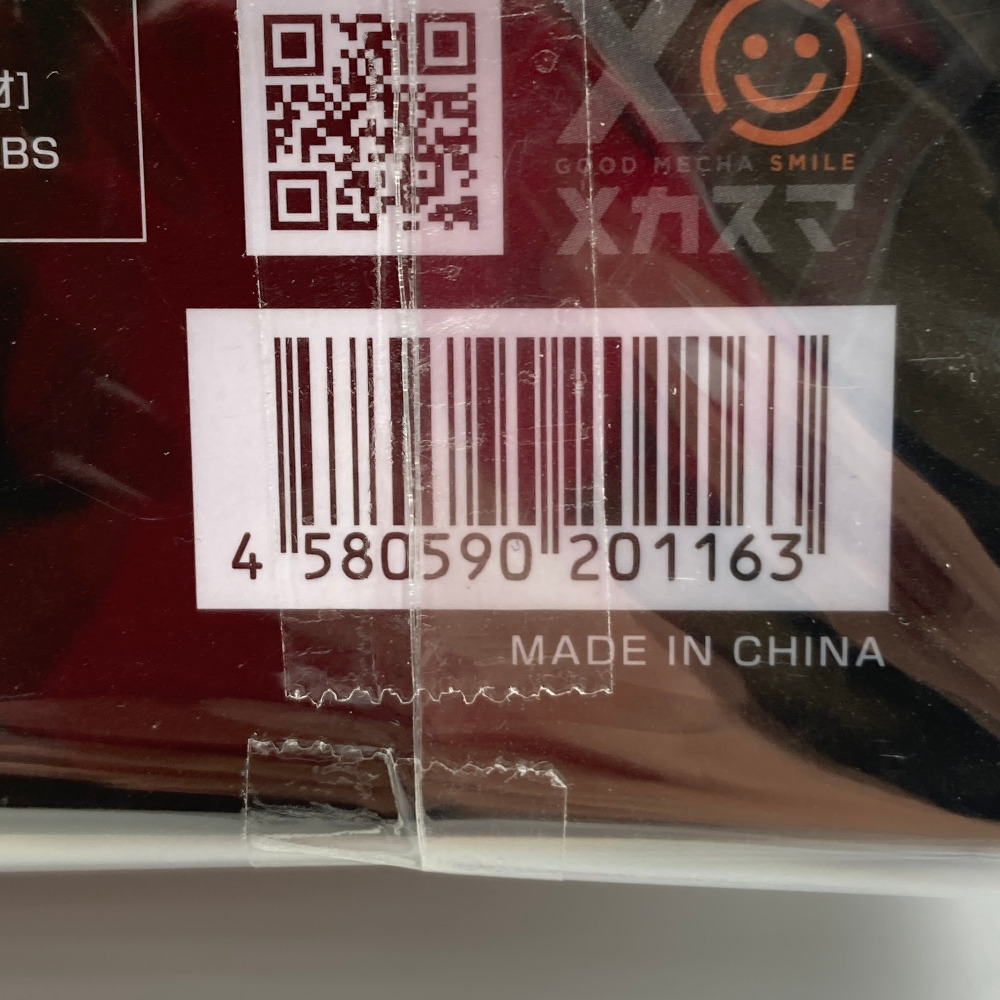 材]
BS
GOOD MECHA SMILE
メカスマ
4 580590 201163
MADE IN CHINA